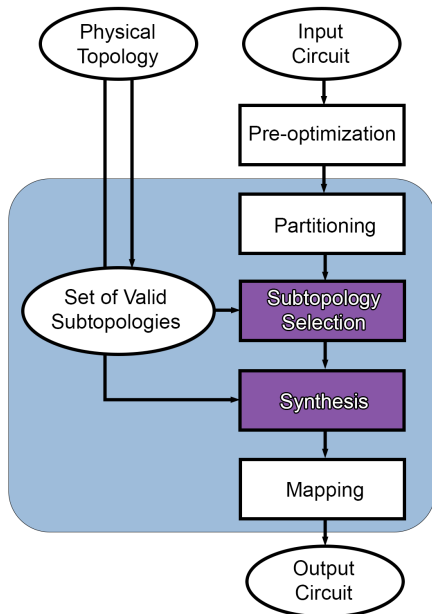 Physical
Topology
Input
Circuit
Pre-optimization
Partitioning
Set of Valid
Subtopologies
Subtopology
Selection
Synthesis
Mapping
Output
Circuit